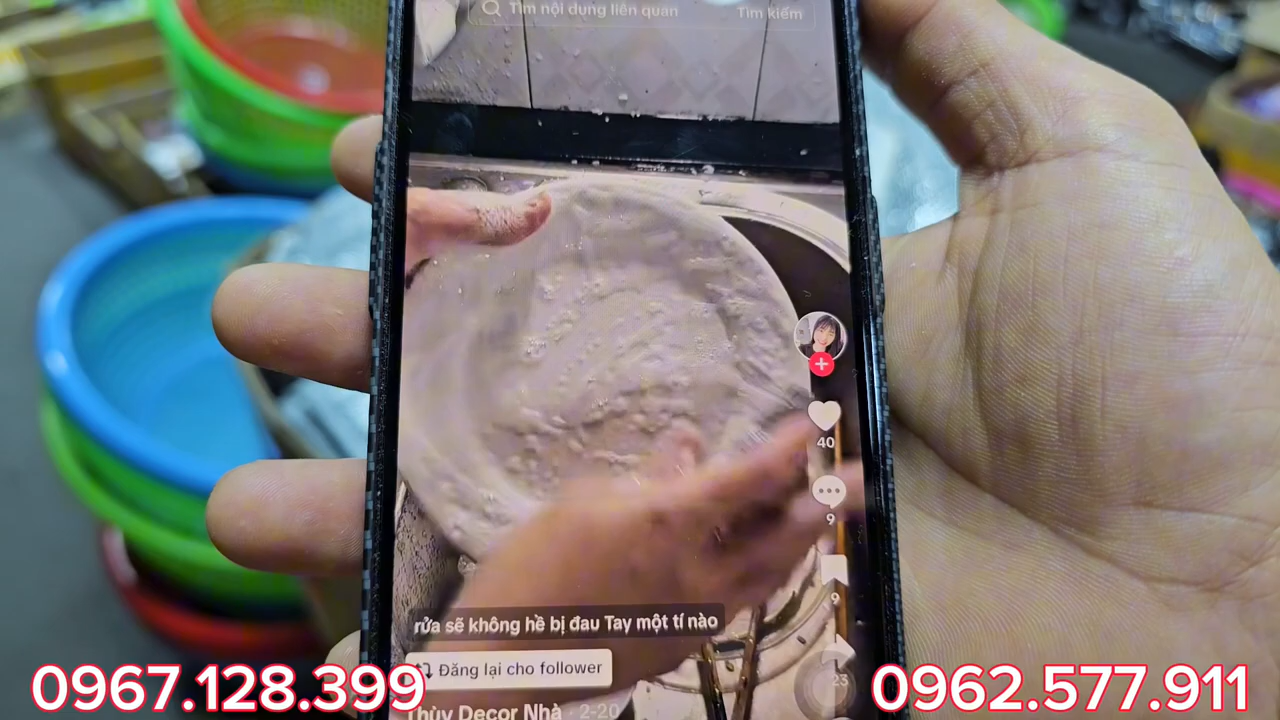 Tìm nội dung liên quan
Tìm kiếm
40
9
9
23
rửa sẽ không hề bị đau Tay một tí nào
Đăng lại cho follower
Thùy Decor Nhà · 2-20
0967.128.399
0962.577.911